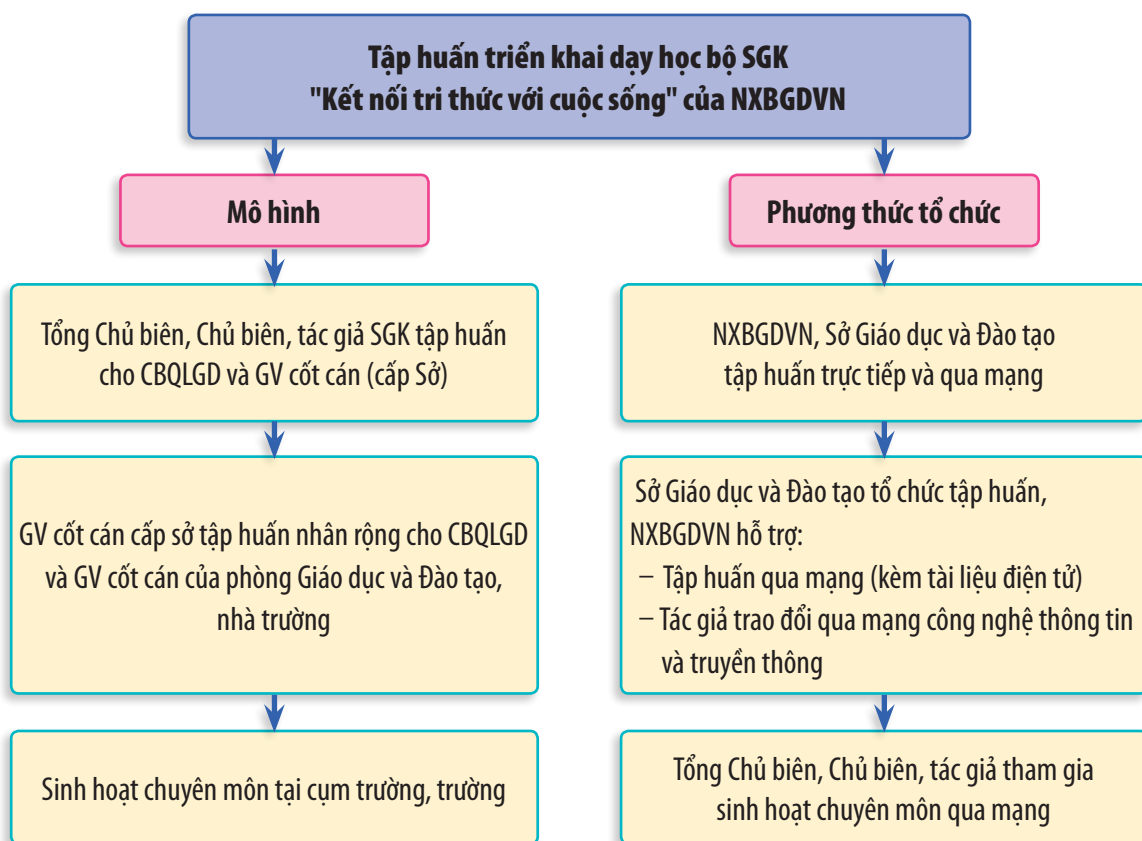 Tập huấn triển khai dạy học bộ SGK
"Kết nối tri thức với cuộc sống" của NXBGDVN
Mô hình
Phương thức tổ chức
Tổng Chủ biên, Chủ biên, tác giả SGK tập huấn
cho CBQLGD và GV cốt cán (cấp Sở)
NXBGDVN, Sở Giáo dục và Đào tạo
tập huấn trực tiếp và qua mạng
GV cốt cán cấp sở tập huấn nhân rộng cho CBQLGD
và GV cốt cán của phòng Giáo dục và Đào tạo,
nhà trường
Sở Giáo dục và Đào tạo tổ chức tập huấn,
NXBGDVN hỗ trợ:
– Tập huấn qua mạng (kèm tài liệu điện tử)
– Tác giả trao đổi qua mạng công nghệ thông tin
và truyền thông
Sinh hoạt chuyên môn tại cụm trường, trường
Tổng Chủ biên, Chủ biên, tác giả tham gia
sinh hoạt chuyên môn qua mạng